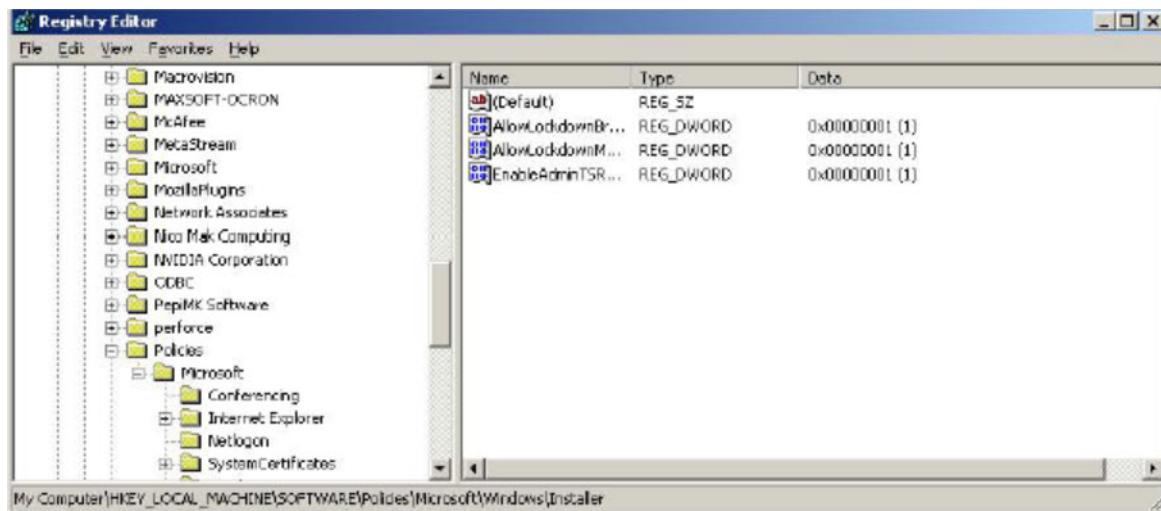 Registry Editor
File Edit View Favorites Help
Macrovision
MAXSOFT-OCRON
McAfee
MetaStream
Microsoft
MozillaPlugins
Network Associates
Nico Mak Computing
NVIDIA Corporation
ODBC
PepiMK Software
perforce
Policies
Microsoft
Conferencing
Internet Explorer
Netlogon
SystemCertificates
Name Type Data
(Default) REG_SZ
AllowLockdownBr... REG_DWORD 0x00000001 (1)
AllowLockdownM... REG_DWORD 0x00000001 (1)
EnableAdminTSR... REG_DWORD 0x00000001 (1)
My Computer\HKEY_LOCAL_MACHINE\SOFTWARE\Policies\Microsoft\Windows\Installer